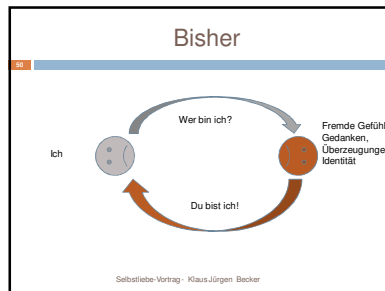 Bisher
50
Wer bin ich?
Ich
Fremde Gefühl
Gedanken,
Überzeugunge
Identität
Du bist ich!
Selbstliebe-Vortrag - Klaus Jürgen Becker